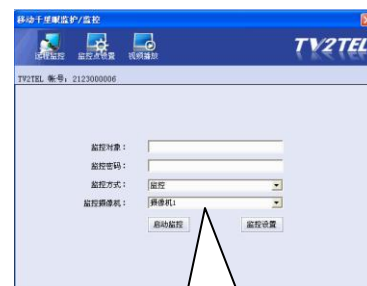 移动千里眼监护/监控
远程监控 监控点设置 视频播放
TV2TEL
TV2TEL 帐号: 2123000006
监控对象:
监控密码:
监控方式: 监控
监控摄像机: 摄像机1
启动监控 监控设置